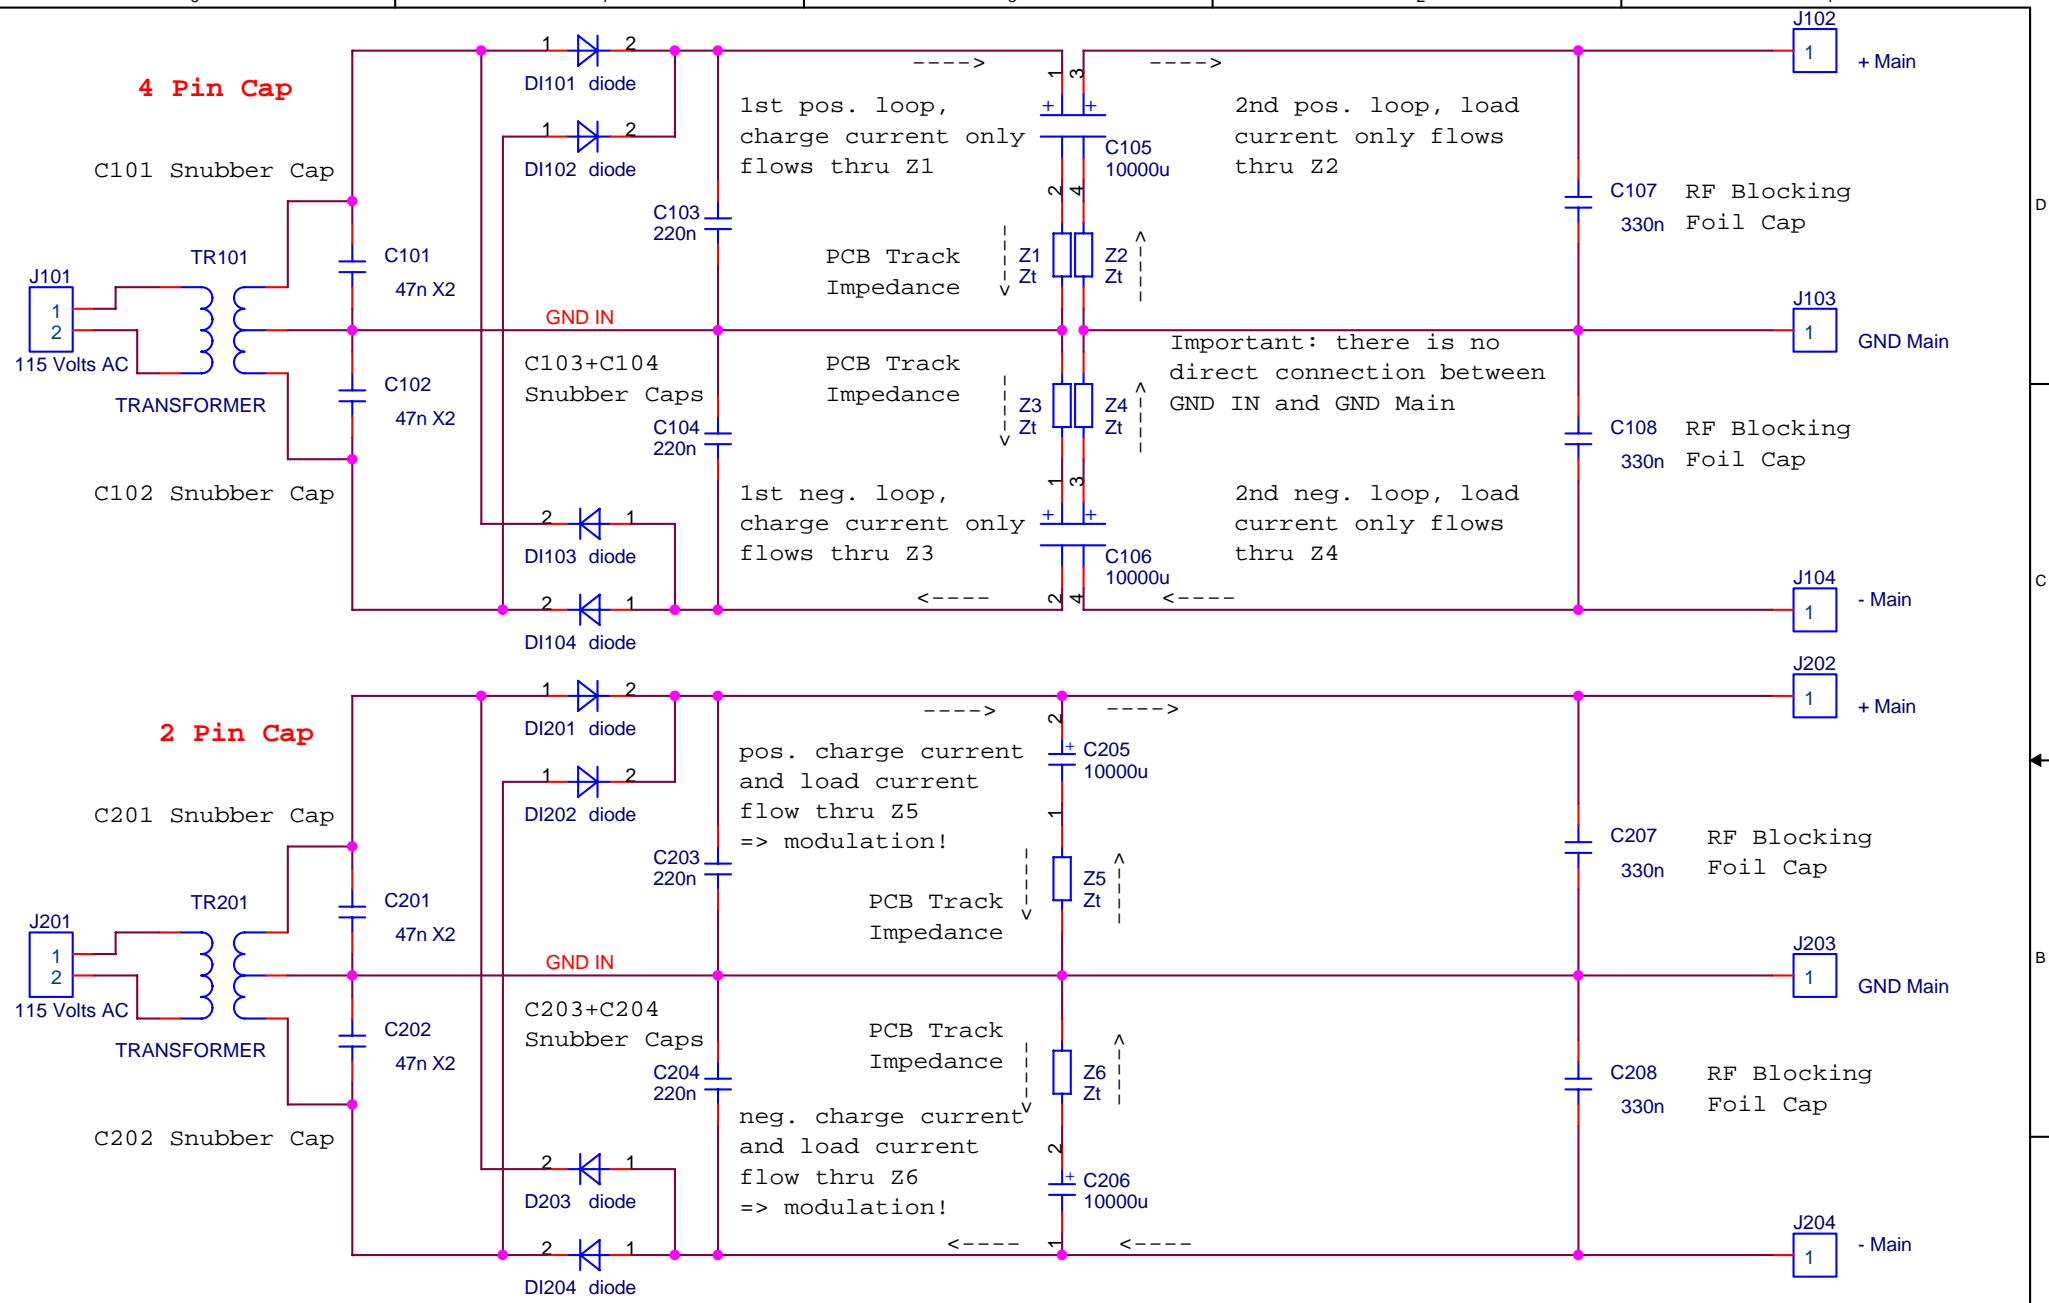 J102
1
+ Main
1 2
DI101 diode
4 Pin Cap
1 2
DI102 diode
---->
---->
1st pos. loop,
charge current only
flows thru Z1
1 3
+ +
C105
10000u
2 4
2nd pos. loop, load
current only flows
thru Z2
C101 Snubber Cap
C103
220n
C107
330n
RF Blocking
Foil Cap
D
TR101
C101
47n X2
PCB Track
Impedance
Z1
Zt
Z2
Zt
J101
1
2
115 Volts AC
TRANSFORMER
GND IN
J103
1
GND Main
C103+C104
Snubber Caps
PCB Track
Impedance
Important: there is no
direct connection between
GND IN and GND Main
C102
47n X2
Z3
Zt
Z4
Zt
C104
220n
C108
330n
RF Blocking
Foil Cap
C102 Snubber Cap
1st neg. loop,
charge current only
flows thru Z3
1 3
+ +
C106
10000u
2 4
2nd neg. loop, load
current only flows
thru Z4
2 1
DI103 diode
C
J104
1
- Main
2 1
DI104 diode
<----
<----
J202
1
+ Main
1 2
DI201 diode
2 Pin Cap
---->
---->
1 2
DI202 diode
pos. charge current
and load current
flow thru Z5
=> modulation!
2
+
C205
10000u
1
C201 Snubber Cap
C203
220n
C207
330n
RF Blocking
Foil Cap
TR201
C201
47n X2
PCB Track
Impedance
Z5
Zt
J201
1
2
115 Volts AC
TRANSFORMER
GND IN
J203
1
GND Main
B
C203+C204
Snubber Caps
PCB Track
Impedance
C202
47n X2
Z6
Zt
C204
220n
C208
330n
RF Blocking
Foil Cap
C202 Snubber Cap
neg. charge current
and load current
flow thru Z6
=> modulation!
2
+
C206
10000u
1
2 1
D203 diode
J204
1
- Main
2 1
DI204 diode
<----
<----